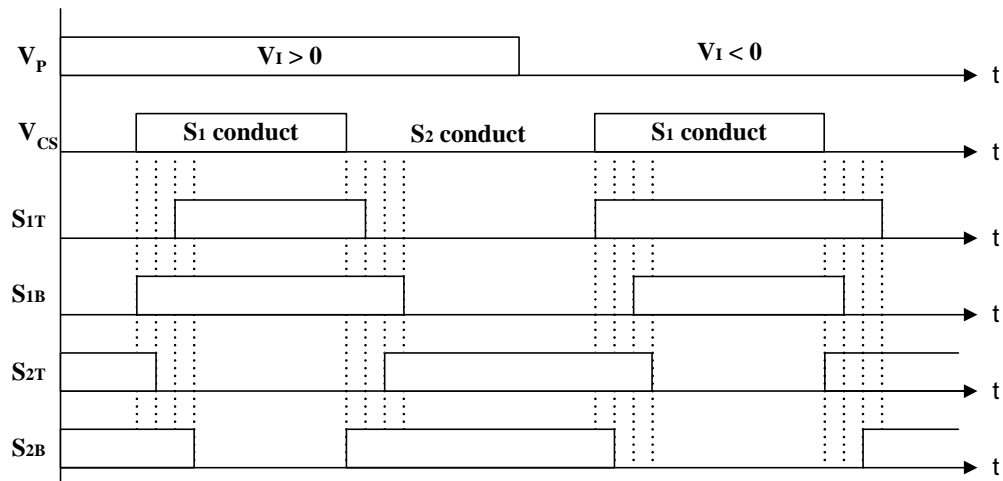 VP
VI > 0
VI < 0
t
VCS
S1 conduct
S2 conduct
S1 conduct
t
S1T
t
S1B
t
S2T
t
S2B
t